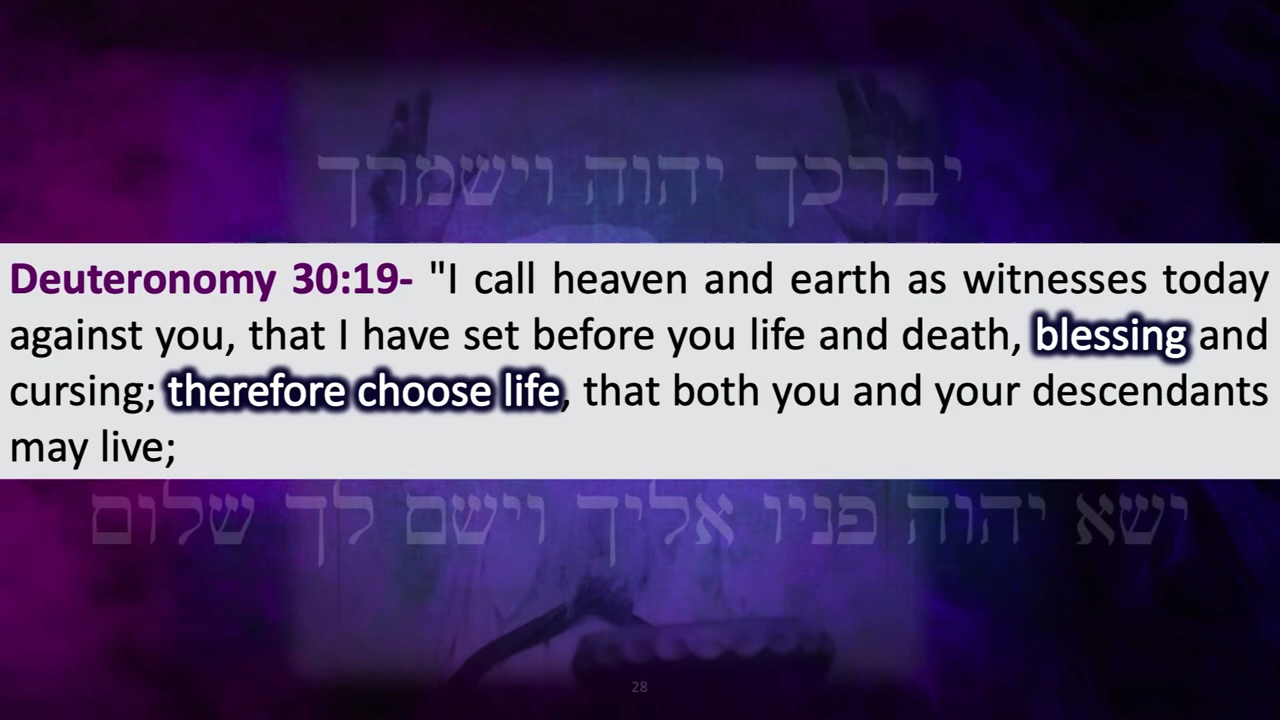 יברכך יהוה וישמרך
Deuteronomy 30:19- "I call heaven and earth as witnesses today
against you, that I have set before you life and death, blessing and
cursing; therefore choose life, that both you and your descendants
may live;
ישא יהוה פניו אליך וישם לך שלום
28